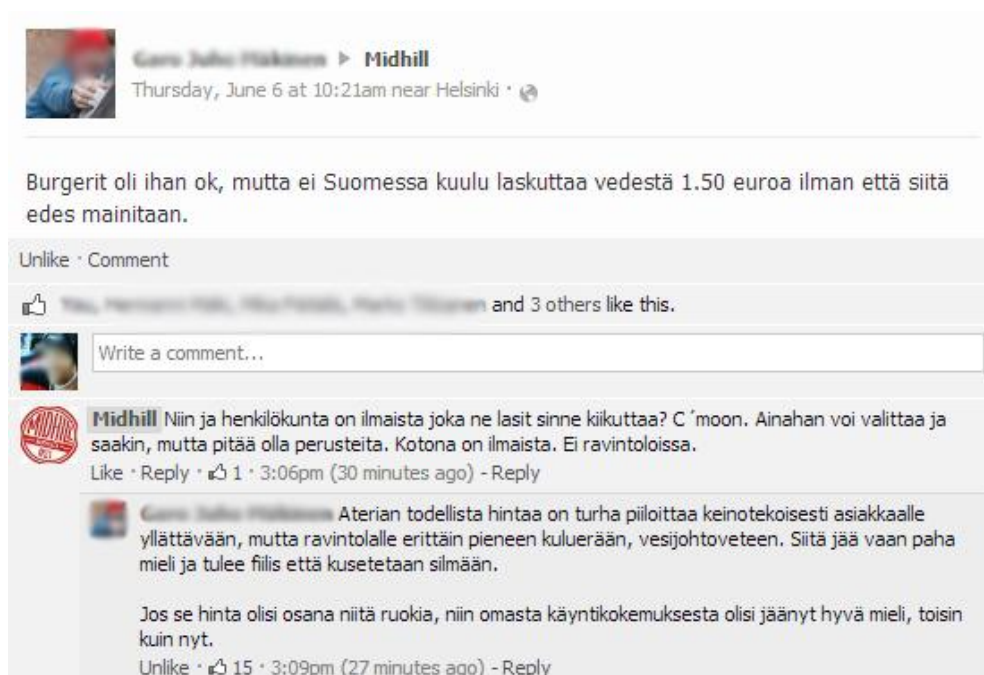 ▸ Midhill
Thursday, June 6 at 10:21am near Helsinki ·
Burgerit oli ihan ok, mutta ei Suomessa kuulu laskuttaa vedestä 1.50 euroa ilman että siitä
edes mainitaan.
Unlike · Comment
and 3 others like this.
Write a comment...
MIDHILL
Midhill Niin ja henkilökunta on ilmaista joka ne lasit sinne kiikuttaa? C´moon. Ainahan voi valittaa ja
saakin, mutta pitää olla perusteita. Kotona on ilmaista. Ei ravintoloissa.
Like · Reply · 1 · 3:06pm (30 minutes ago) - Reply
Aterian todellista hintaa on turha piiloittaa keinotekoisesti asiakkaalle
yllättävään, mutta ravintolalle erittäin pieneen kuluerään, vesijohtoveteen. Siitä jää vaan paha
mieli ja tulee fiilis että kusetetaan silmään.
Jos se hinta olisi osana niitä ruokia, niin omasta käyntikokemuksesta olisi jäänyt hyvä mieli, toisin
kuin nyt.
Unlike · 15 · 3:09pm (27 minutes ago) - Reply